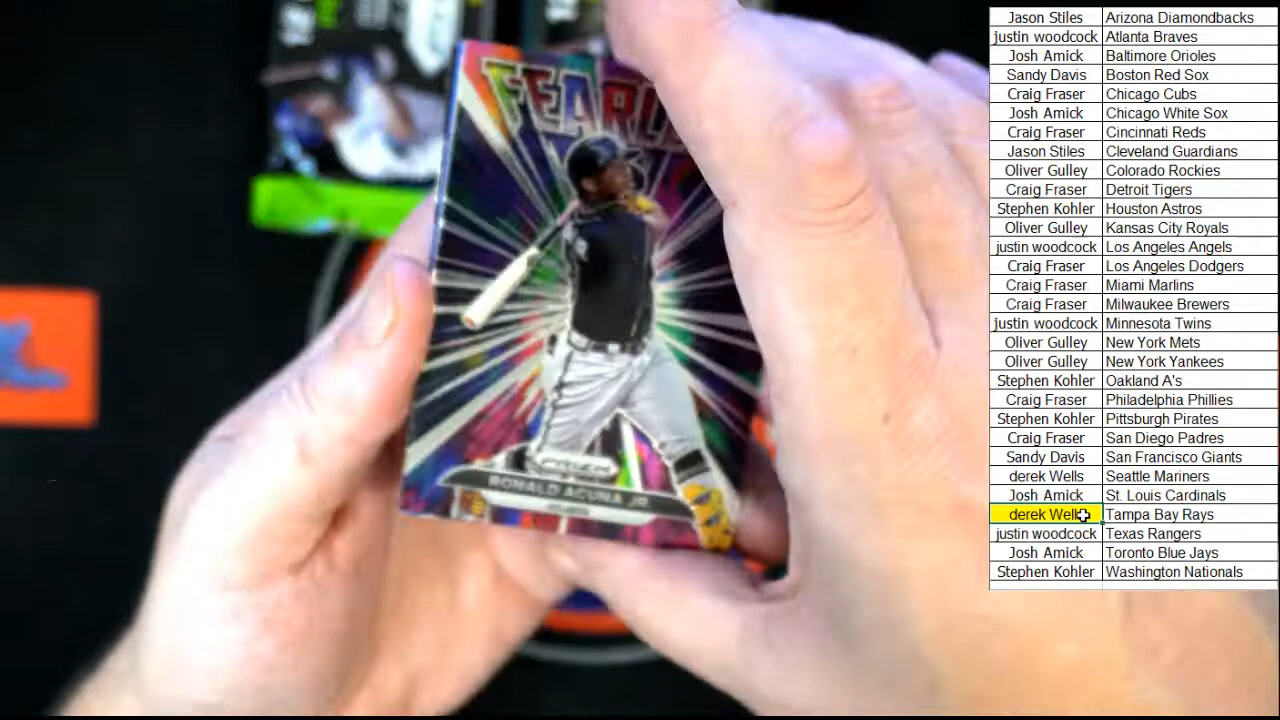 FEARL
PRIZM
RONALD ACUNA JR
Jason Stiles Arizona Diamondbacks
justin woodcock Atlanta Braves
Josh Amick Baltimore Orioles
Sandy Davis Boston Red Sox
Craig Fraser Chicago Cubs
Josh Amick Chicago White Sox
Craig Fraser Cincinnati Reds
Jason Stiles Cleveland Guardians
Oliver Gulley Colorado Rockies
Craig Fraser Detroit Tigers
Stephen Kohler Houston Astros
Oliver Gulley Kansas City Royals
justin woodcock Los Angeles Angels
Craig Fraser Los Angeles Dodgers
Craig Fraser Miami Marlins
Craig Fraser Milwaukee Brewers
justin woodcock Minnesota Twins
Oliver Gulley New York Mets
Oliver Gulley New York Yankees
Stephen Kohler Oakland A's
Craig Fraser Philadelphia Phillies
Stephen Kohler Pittsburgh Pirates
Craig Fraser San Diego Padres
Sandy Davis San Francisco Giants
derek Wells Seattle Mariners
Josh Amick St. Louis Cardinals
derek Wells Tampa Bay Rays
justin woodcock Texas Rangers
Josh Amick Toronto Blue Jays
Stephen Kohler Washington Nationals